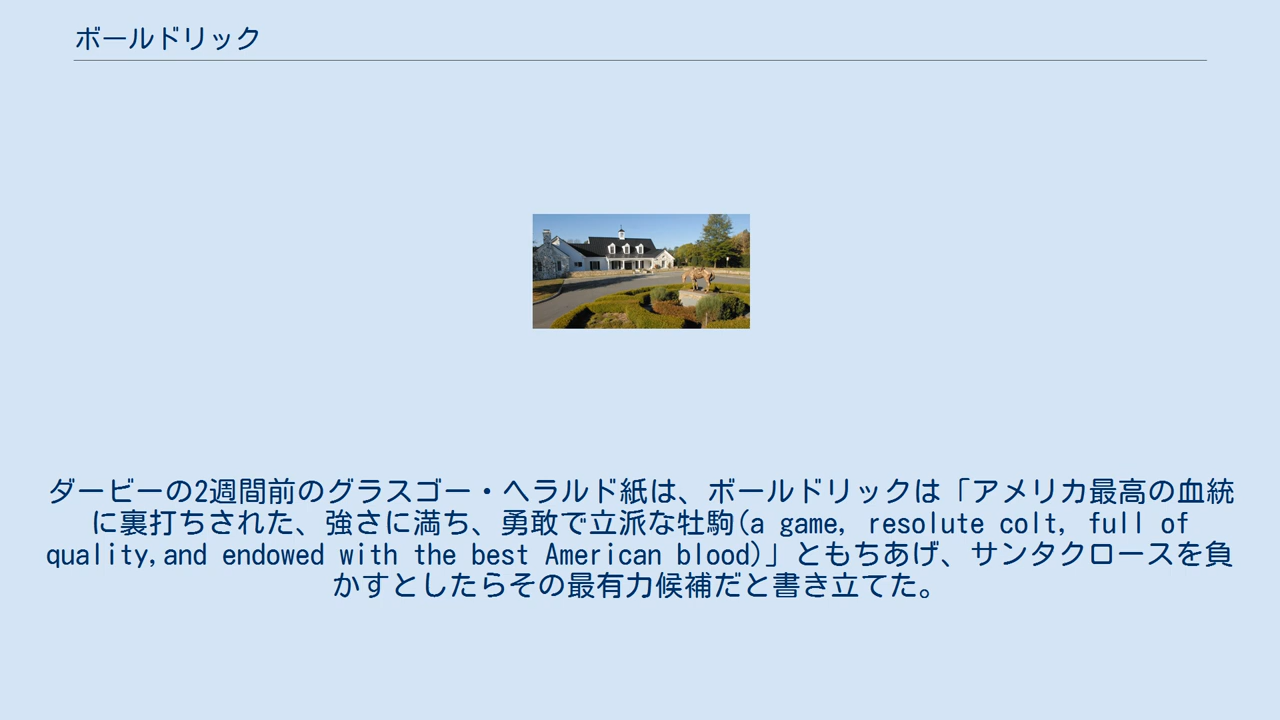 ボールドリック
ダービーの2週間前のグラスゴー・ヘラルド紙は、ボールドリックは「アメリカ最高の血統
に裏打ちされた、強さに満ち、勇敢で立派な牡駒(a game, resolute colt, full of
quality,and endowed with the best American blood)」ともちあげ、サンタクロースを負
かすとしたらその最有力候補だと書き立てた。